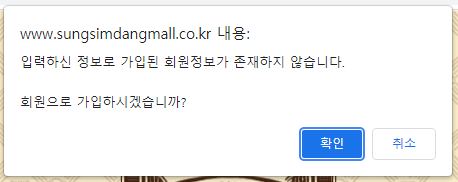 www.sungsimdangmall.co.kr 내용:
입력하신 정보로 가입된 회원정보가 존재하지 않습니다.
회원으로 가입하시겠습니까?
확인
취소